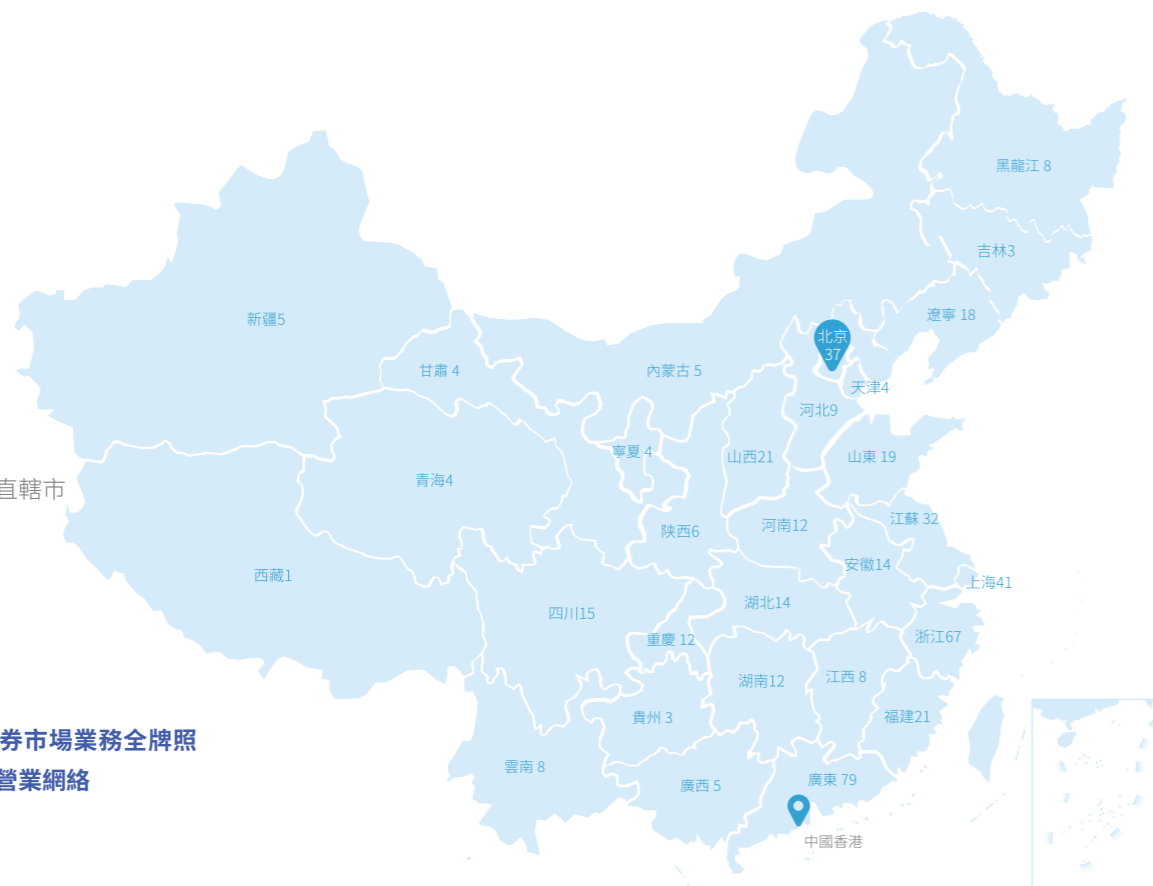 黑龍江 8
吉林3
遼寧 18
新疆5
北京
37
甘肅 4
內蒙古 5
天津4
河北9
寧夏 4
山西21
山東 19
青海4
直轄市
江蘇 32
河南12
陝西6
安徽14
西藏1
上海41
湖北14
四川15
浙江67
重慶 12
江西 8
湖南12
貴州 3
福建21
券市場業務全牌照
雲南 8
廣東 79
營業網絡
廣西 5
中國香港